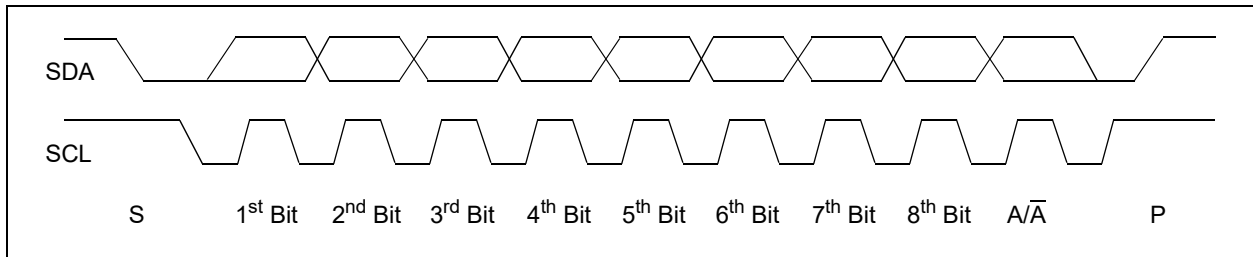 SDA
SCL
S 1st Bit 2nd Bit 3rd Bit 4th Bit 5th Bit 6th Bit 7th Bit 8th Bit A/A̅ P